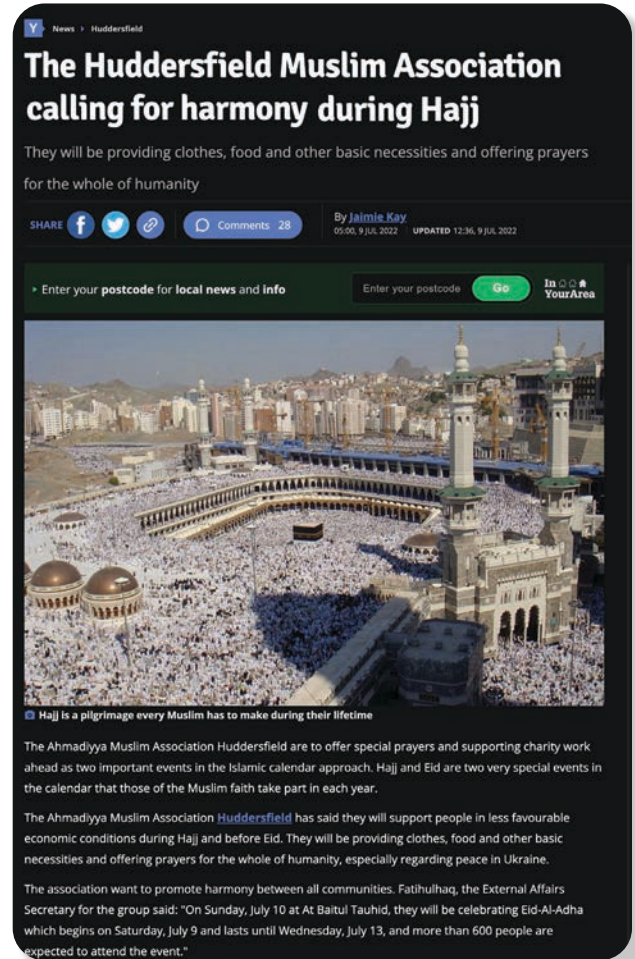 Y News › Huddersfield
The Huddersfield Muslim Association
calling for harmony during Hajj
They will be providing clothes, food and other basic necessities and offering prayers
for the whole of humanity
SHARE Comments 28
By Jaimie Kay
05:00, 9 JUL 2022 UPDATED 12:36, 9 JUL 2022
Enter your postcode for local news and info
Enter your postcode Go
In
YourArea
Hajj is a pilgrimage every Muslim has to make during their lifetime
The Ahmadiyya Muslim Association Huddersfield are to offer special prayers and supporting charity work
ahead as two important events in the Islamic calendar approach. Hajj and Eid are two very special events in
the calendar that those of the Muslim faith take part in each year.
The Ahmadiyya Muslim Association Huddersfield has said they will support people in less favourable
economic conditions during Hajj and before Eid. They will be providing clothes, food and other basic
necessities and offering prayers for the whole of humanity, especially regarding peace in Ukraine.
The association want to promote harmony between all communities. Fatihulhaq, the External Affairs
Secretary for the group said: "On Sunday, July 10 at At Baitul Tauhid, they will be celebrating Eid-Al-Adha
which begins on Saturday, July 9 and lasts until Wednesday, July 13, and more than 600 people are
expected to attend the event."